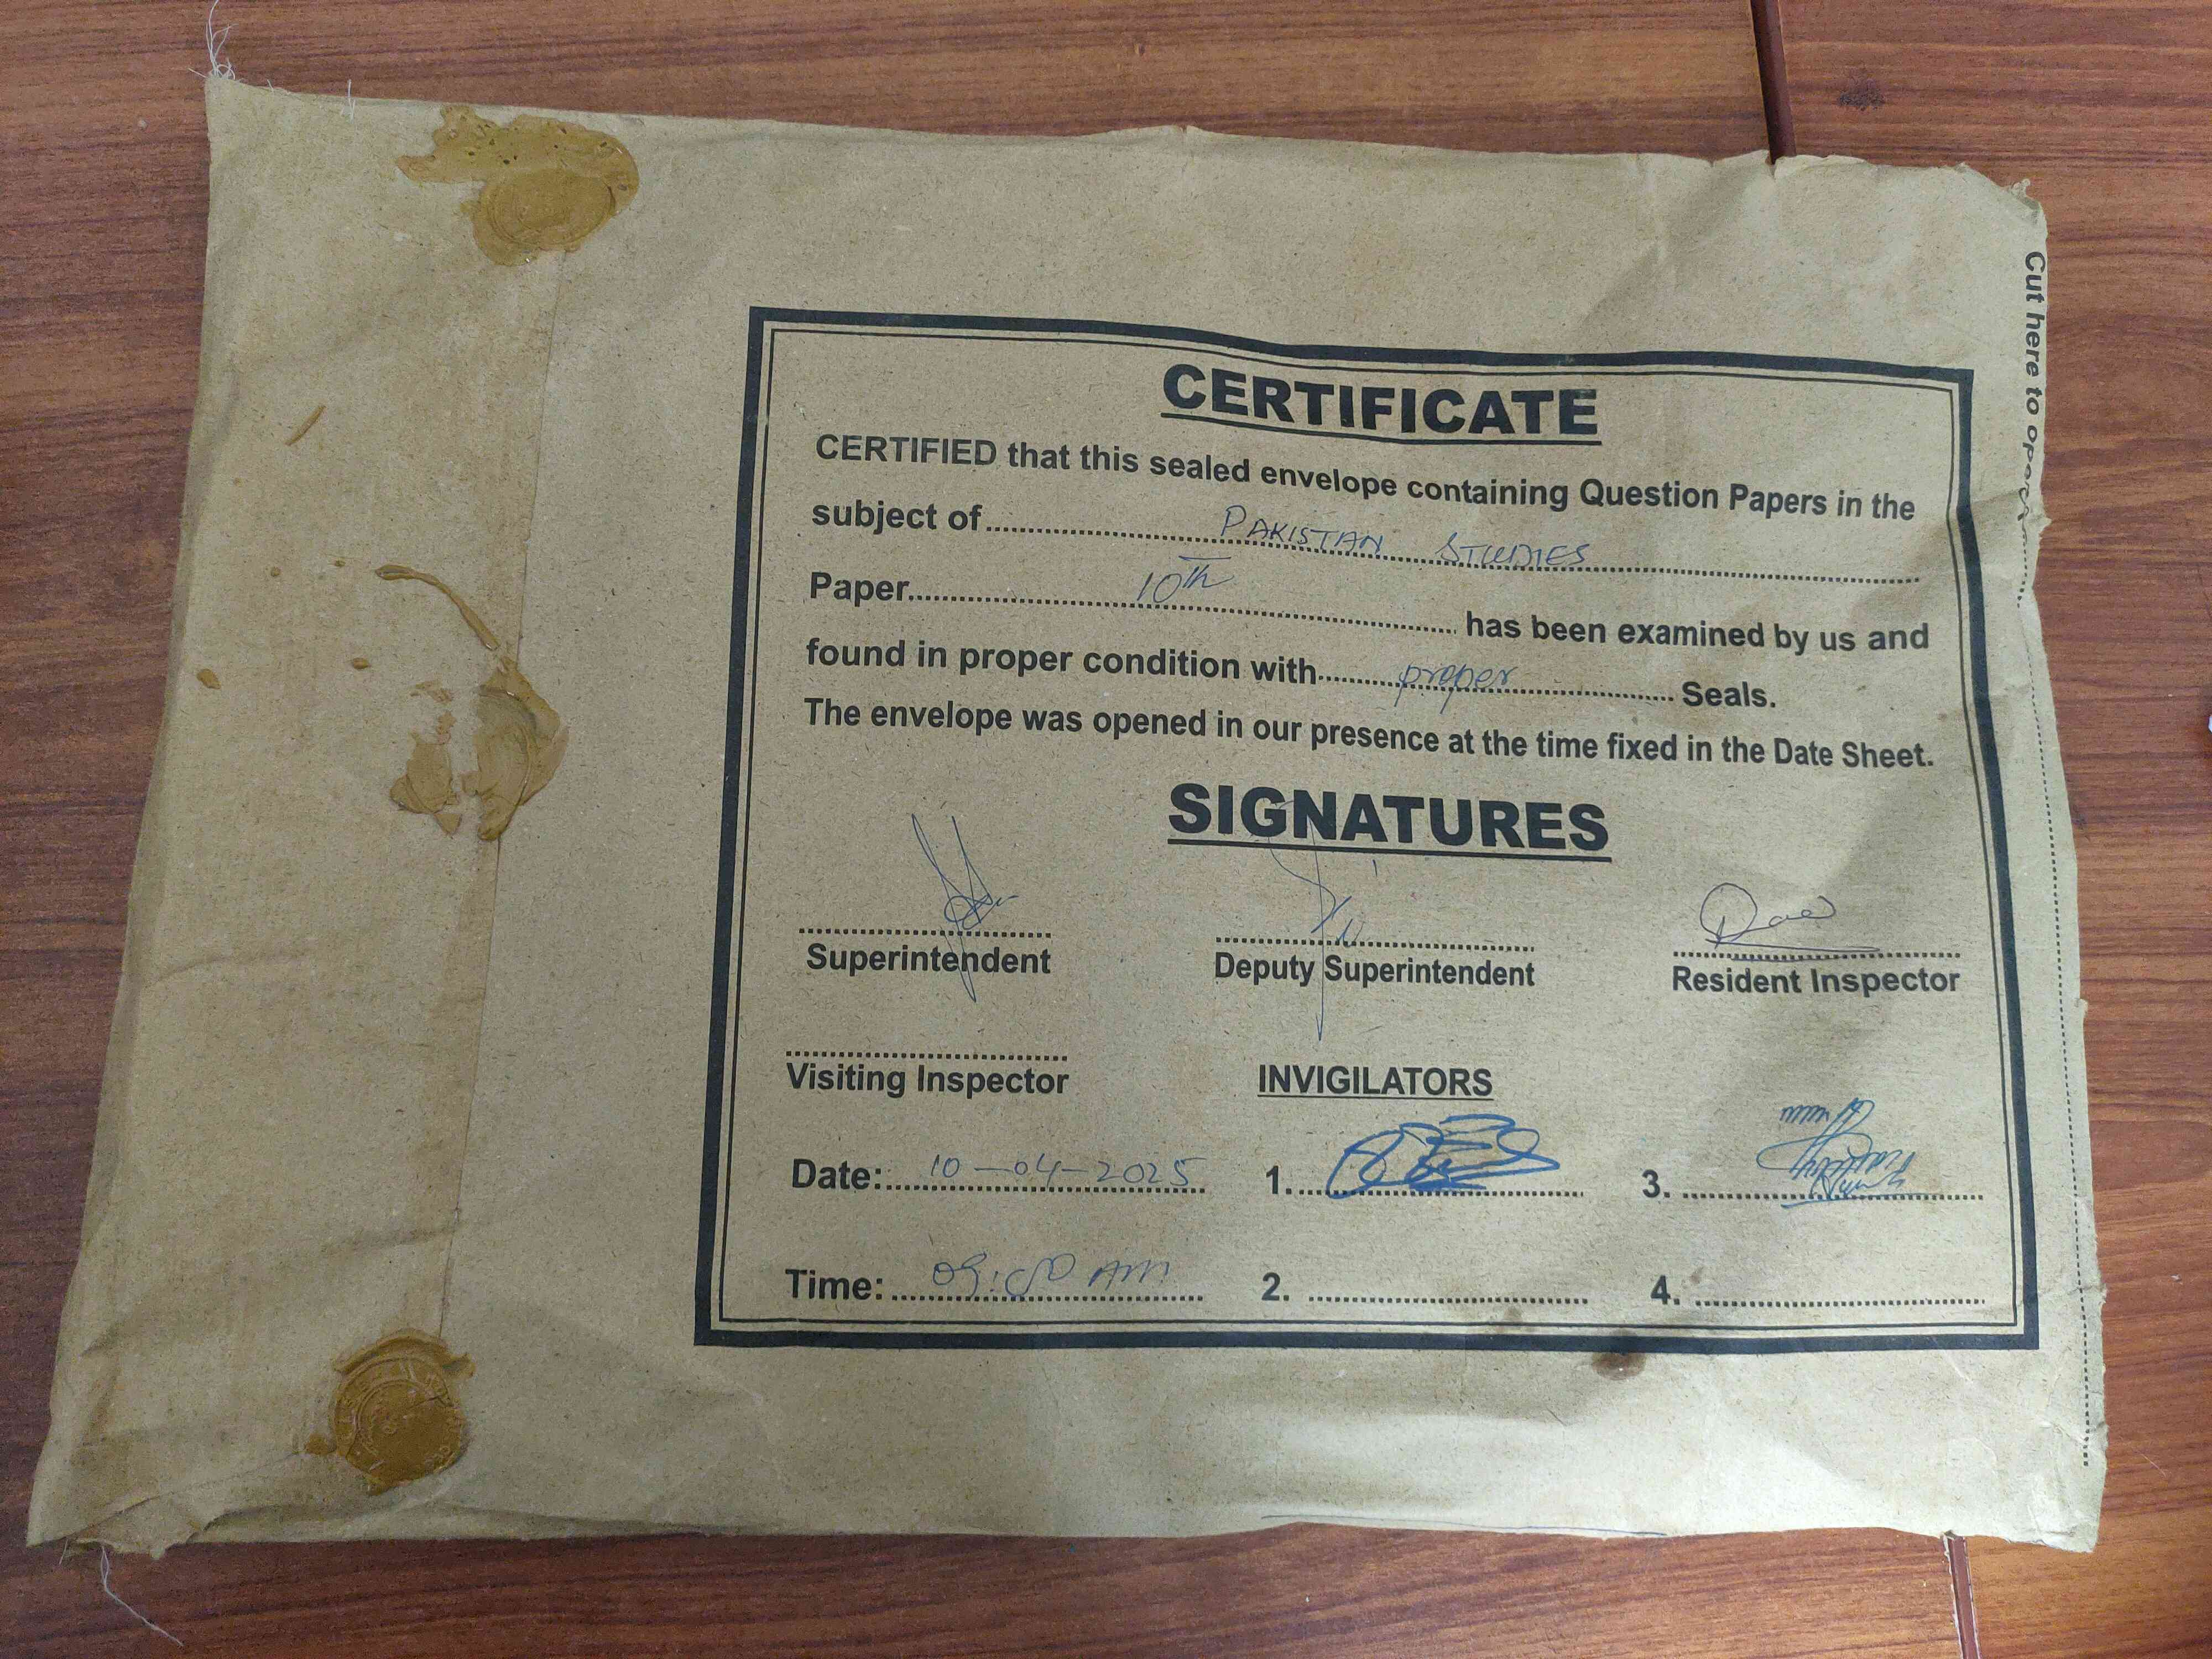 Cut here to open
CERTIFICATE
CERTIFIED that this sealed envelope containing Question Papers in the
subject of PAKISTAN STUDIES
Paper 10th has been examined by us and
found in proper condition with proper Seals.
The envelope was opened in our presence at the time fixed in the Date Sheet.
SIGNATURES
Superintendent Deputy Superintendent Resident Inspector
Visiting Inspector INVIGILATORS
Date: 10-04-2025 1. 3.
Time: 09:00 AM 2. 4.